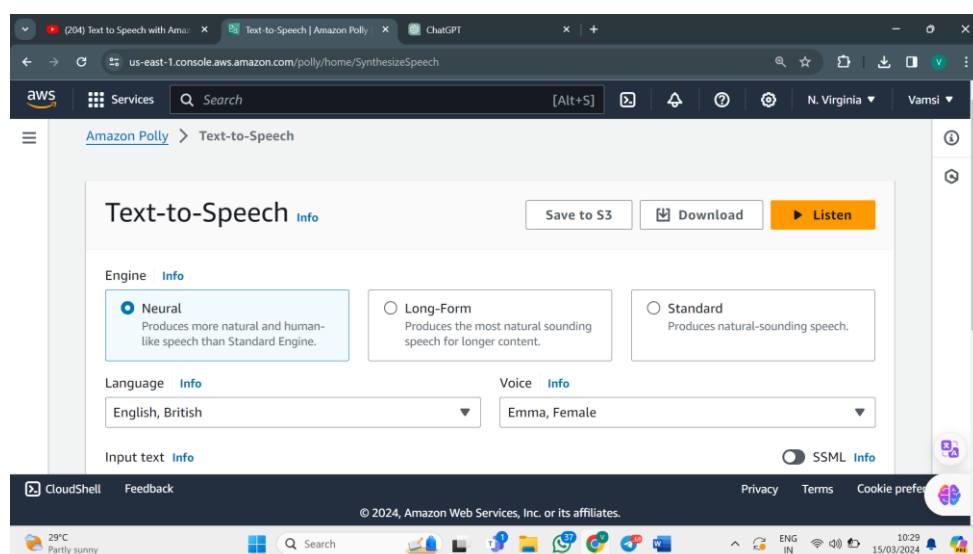 (204) Text to Speech with Ama
Text-to-Speech | Amazon Polly
ChatGPT
us-east-1.console.aws.amazon.com/polly/home/SynthesizeSpeech
V
aws
Services
Search
[Alt+S]
N. Virginia
Vamsi
Amazon Polly > Text-to-Speech
Text-to-Speech Info
Save to S3
Download
Listen
Engine Info
Neural
Produces more natural and human-
like speech than Standard Engine.
Long-Form
Produces the most natural sounding
speech for longer content.
Standard
Produces natural-sounding speech.
Language Info
English, British
Voice Info
Emma, Female
Input text Info
SSML Info
CloudShell Feedback
Privacy Terms Cookie prefer
© 2024, Amazon Web Services, Inc. or its affiliates.
29°C
Partly sunny
Search
37
ENG
IN
10:29
15/03/2024